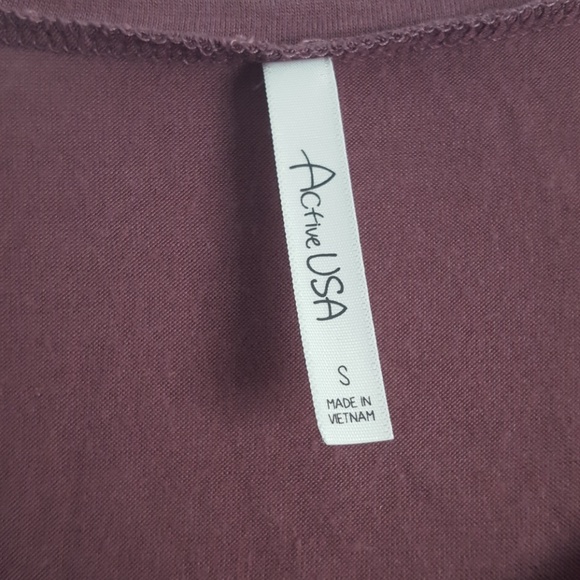 Active USA
S
MADE IN
VIETNAM